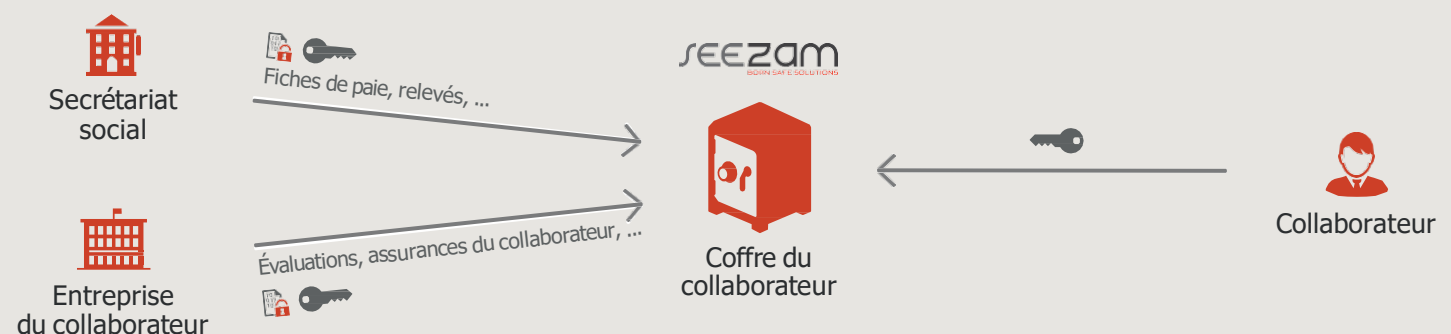 Secrétariat
social
Fiches de paie, relevés, ...
SEEZAM
BORN SAFE SOLUTIONS
Coffre du
collaborateur
Collaborateur
Évaluations, assurances du collaborateur, ...
Entreprise
du collaborateur